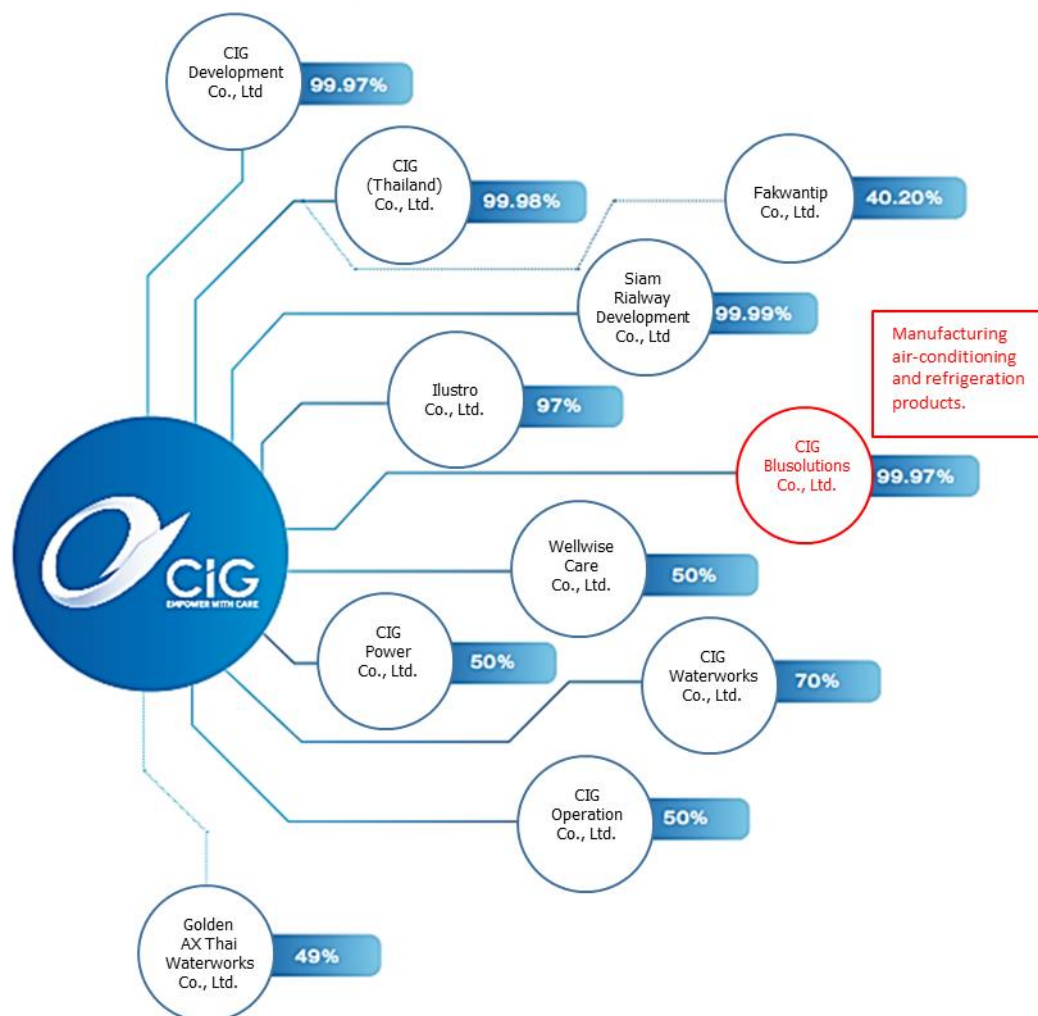 CIG
Development
Co., Ltd
99.97%
CIG
(Thailand)
Co., Ltd.
99.98%
Fakwantip
Co., Ltd.
40.20%
Siam
Rialway
Development
Co., Ltd
99.99%
Manufacturing
air-conditioning
and refrigeration
products.
Ilustro
Co., Ltd.
97%
CIG
Blusolutions
Co., Ltd.
99.97%
CiG
EMPOWER WITH CARE
Wellwise
Care
Co., Ltd.
50%
CIG
Power
Co., Ltd.
50%
CIG
Waterworks
Co., Ltd.
70%
CIG
Operation
Co., Ltd.
50%
Golden
AX Thai
Waterworks
Co., Ltd.
49%